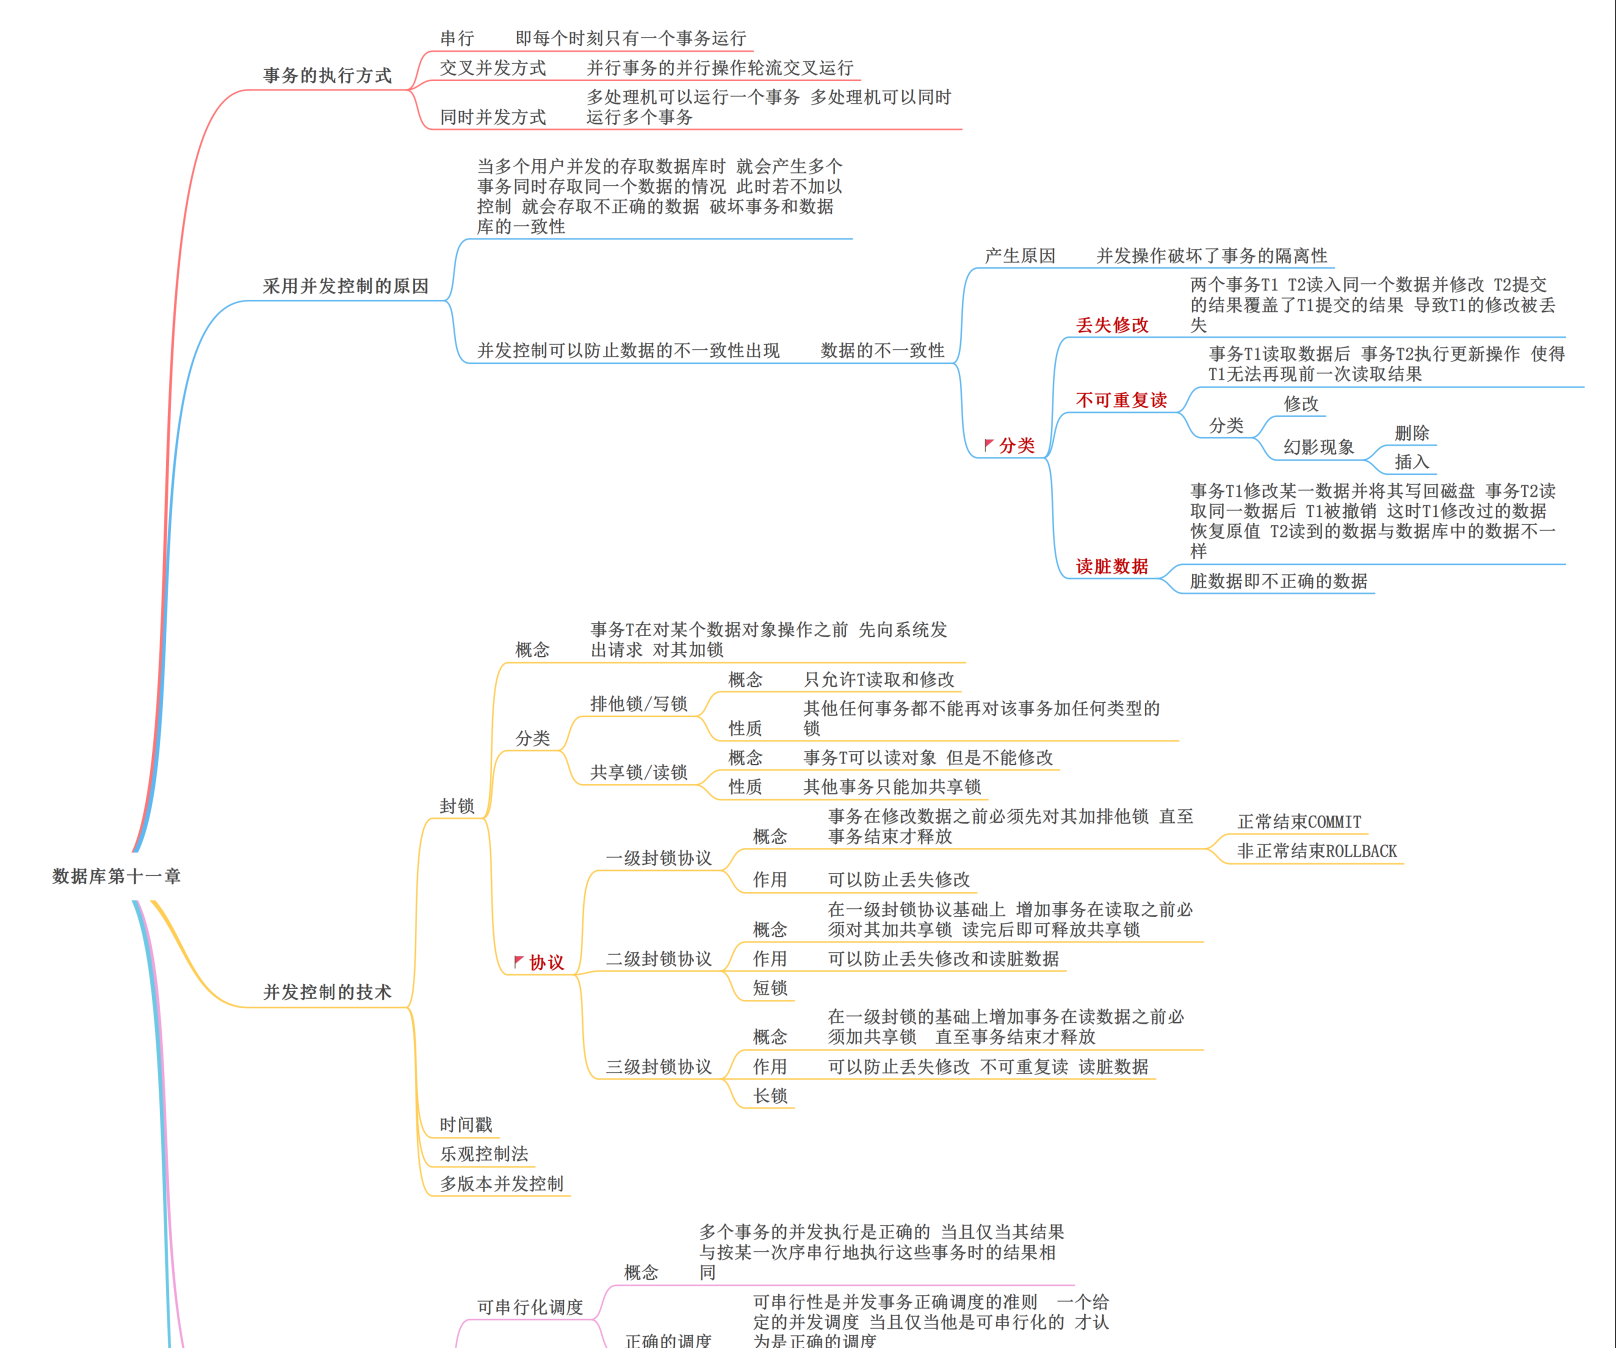 事务的执行方式
串行
即每个时刻只有一个事务运行
交叉并发方式
并行事务的并行操作轮流交叉运行
同时并发方式
多处理机可以运行一个事务 多处理机可以同时
运行多个事务
采用并发控制的原因
当多个用户并发的存取数据库时 就会产生多个
事务同时存取同一个数据的情况 此时若不加以
控制 就会存取不正确的数据 破坏事务和数据
库的一致性
并发控制可以防止数据的不一致性出现
数据的不一致性
产生原因
并发操作破坏了事务的隔离性
分类
丢失修改
两个事务T1 T2读入同一个数据并修改 T2提交
的结果覆盖了T1提交的结果 导致T1的修改被丢
失
不可重复读
事务T1读取数据后 事务T2执行更新操作 使得
T1无法再现前一次读取结果
分类
修改
幻影现象
删除
插入
读脏数据
事务T1修改某一数据并将其写回磁盘 事务T2读
取同一数据后 T1被撤销 这时T1修改过的数据
恢复原值 T2读到的数据与数据库中的数据不一
样
脏数据即不正确的数据
数据库第十一章
并发控制的技术
封锁
概念
事务T在对某个数据对象操作之前 先向系统发
出请求 对其加锁
分类
排他锁/写锁
概念
只允许T读取和修改
性质
其他任何事务都不能再对该事务加任何类型的
锁
共享锁/读锁
概念
事务T可以读对象 但是不能修改
性质
其他事务只能加共享锁
协议
一级封锁协议
概念
事务在修改数据之前必须先对其加排他锁 直至
事务结束才释放
正常结束COMMIT
非正常结束ROLLBACK
作用
可以防止丢失修改
二级封锁协议
概念
在一级封锁协议基础上 增加事务在读取之前必
须对其加共享锁 读完后即可释放共享锁
作用
可以防止丢失修改和读脏数据
短锁
三级封锁协议
概念
在一级封锁的基础上增加事务在读数据之前必
须加共享锁  直至事务结束才释放
作用
可以防止丢失修改 不可重复读 读脏数据
长锁
时间戳
乐观控制法
多版本并发控制
可串行化调度
概念
多个事务的并发执行是正确的 当且仅当其结果
与按某一次序串行地执行这些事务时的结果相
同
正确的调度
可串行性是并发事务正确调度的准则  一个给
定的并发调度 当且仅当他是可串行化的 才认
为是正确的调度